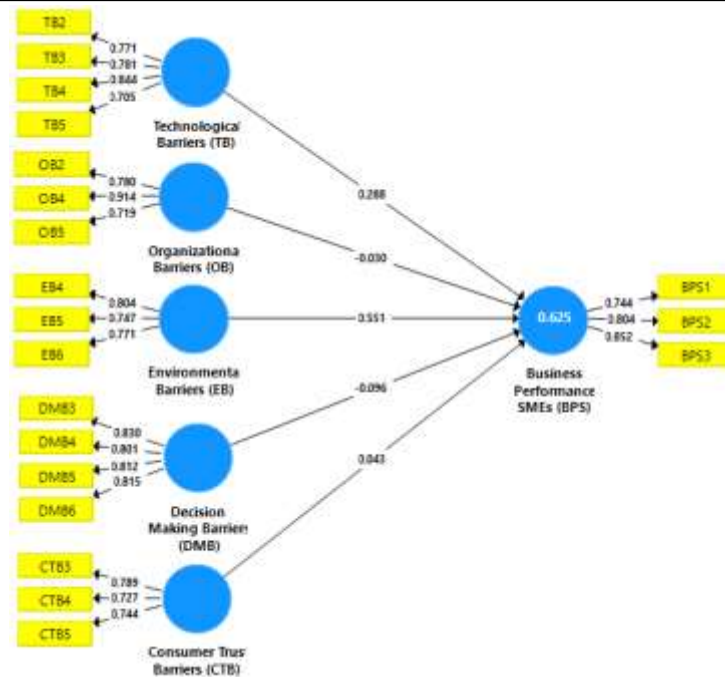 TB2
TB3
TB4
TB5
0.771
0.781
0.844
0.705
Technological
Barriers (TB)
OB2
OB4
OB5
0.780
0.914
0.719
Organizationa
Barriers (OB)
EB4
EB5
EB6
0.804
0.747
0.771
Environmenta
Barriers (EB)
DMB3
DMB4
DMB5
DMB6
0.830
0.801
0.812
0.815
Decision
Making Barriers
(DMB)
CTB3
CTB4
CTB5
0.789
0.727
0.744
Consumer Trus
Barriers (CTB)
0.288
-0.030
0.551
-0.096
0.043
0.625
Business
Performance
SMEs (BPS)
0.744
0.804
0.852
BPS1
BPS2
BPS3